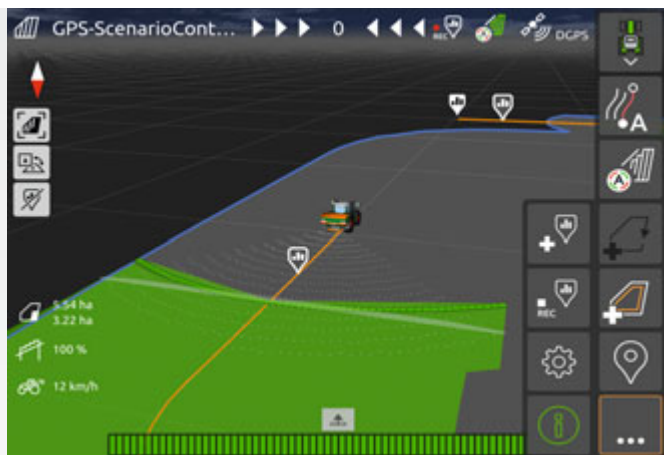 GPS-ScenarioCont... 0 REC DGPS
A
A
5.54 ha
3.22 ha
REC
100 %
12 km/h
...